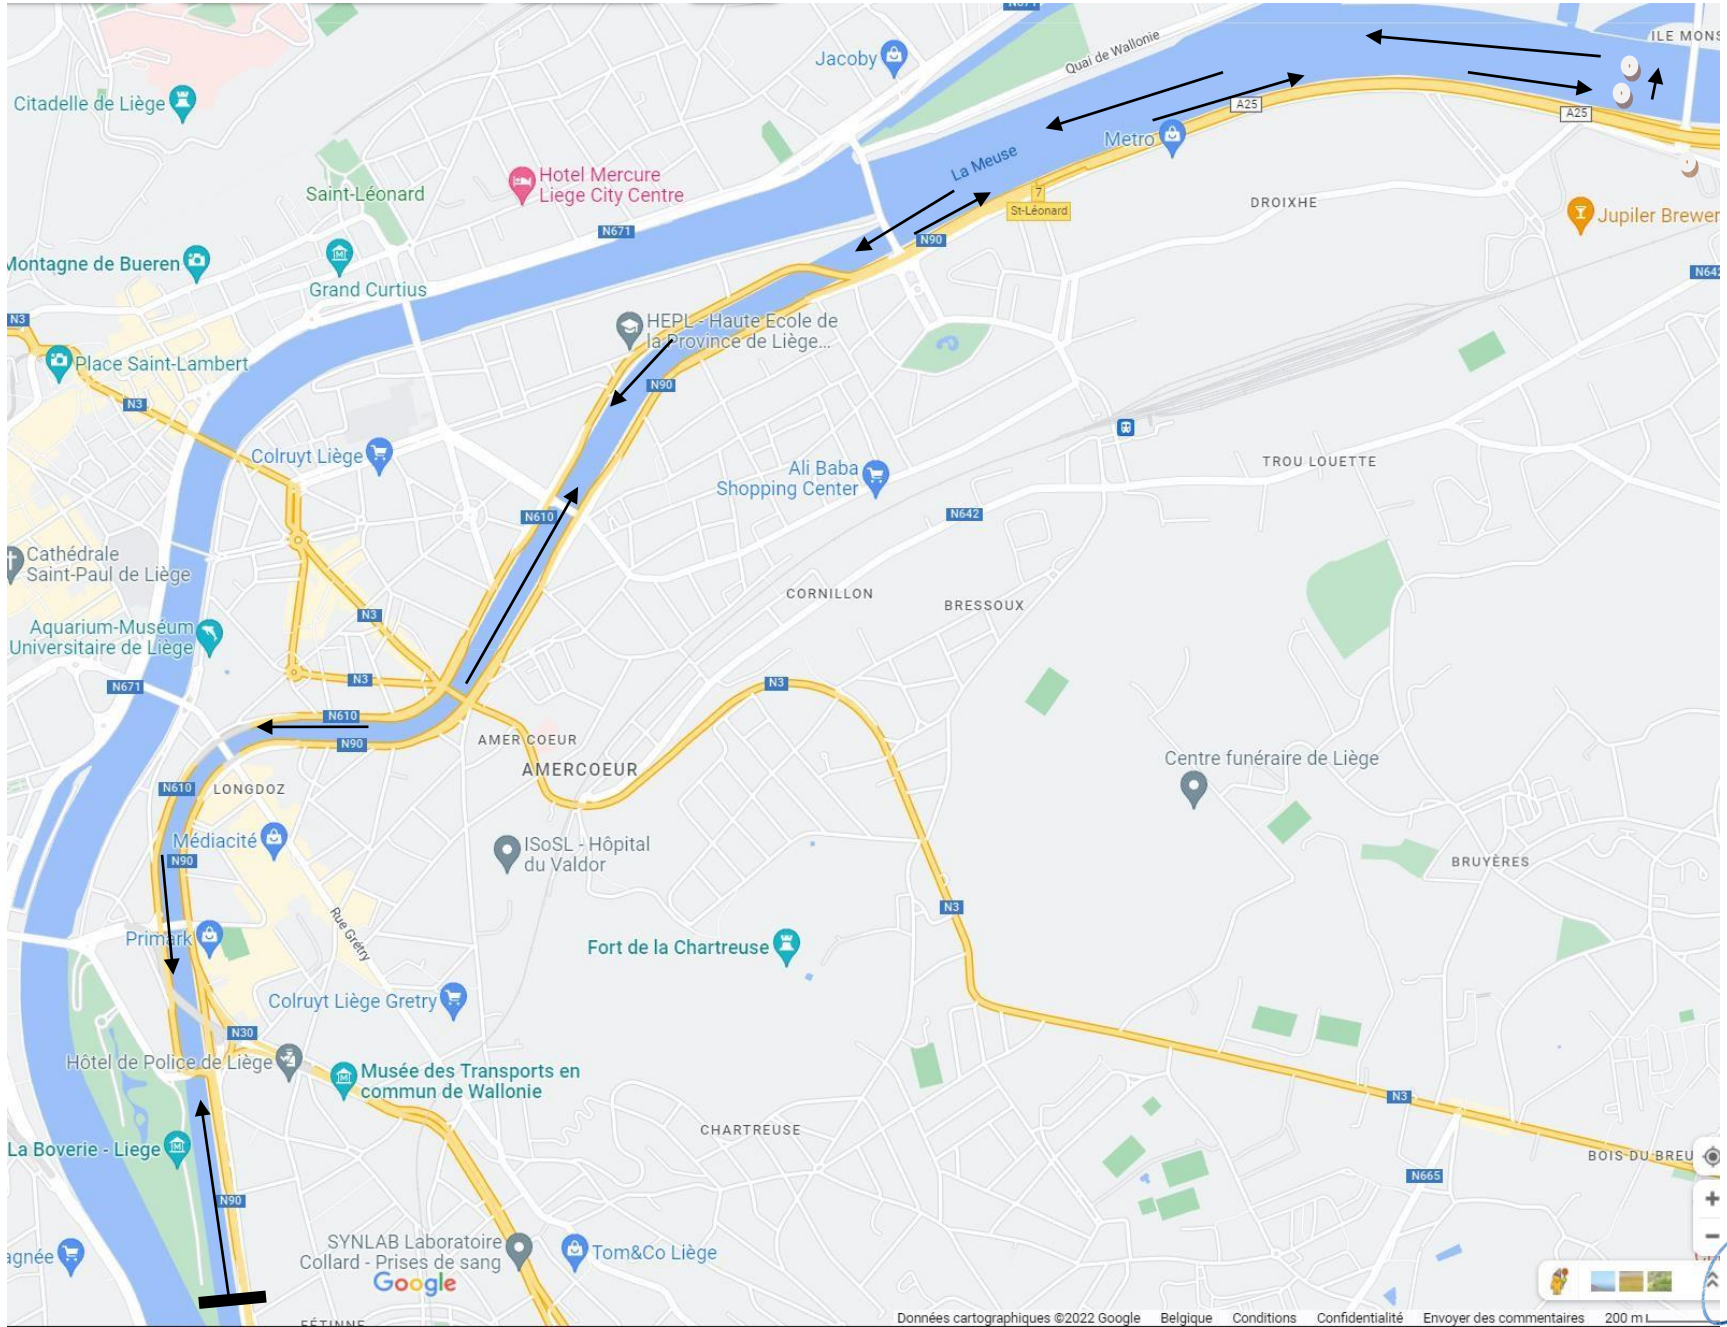 N671
ILE MONS
Quai de Wallonie
Jacoby
Citadelle de Liège
A25
A25
Metro
La Meuse
Hotel Mercure
Liege City Centre
Saint-Léonard
7
St-Léonard
DROIXHE
Jupiler Brewer
N671
N90
Montagne de Bueren
N642
Grand Curtius
N3
HEPL - Haute Ecole de
la Province de Liège...
Place Saint-Lambert
N90
N3
Colruyt Liège
TROU LOUETTE
Ali Baba
Shopping Center
N610
N642
Cathédrale
Saint-Paul de Liège
CORNILLON
BRESSOUX
N3
Aquarium-Muséum
Universitaire de Liège
N3
N671
N3
N610
N90
AMER COEUR
AMERCOEUR
Centre funéraire de Liège
N610
LONGDOZ
Médiacité
N90
ISoSL - Hôpital
du Valdor
BRUYÈRES
N3
Rue Grétry
Primark
Fort de la Chartreuse
Colruyt Liège Gretry
N30
Hôtel de Police de Liège
Musée des Transports en
commun de Wallonie
N3
CHARTREUSE
La Boverie - Liege
BOIS DU BREU
N665
N90
SYNLAB Laboratoire
Collard - Prises de sang
Tom&Co Liège
agnée
Google
FÉTINNE
Données cartographiques ©2022 Google Belgique Conditions Confidentialité Envoyer des commentaires 200 m